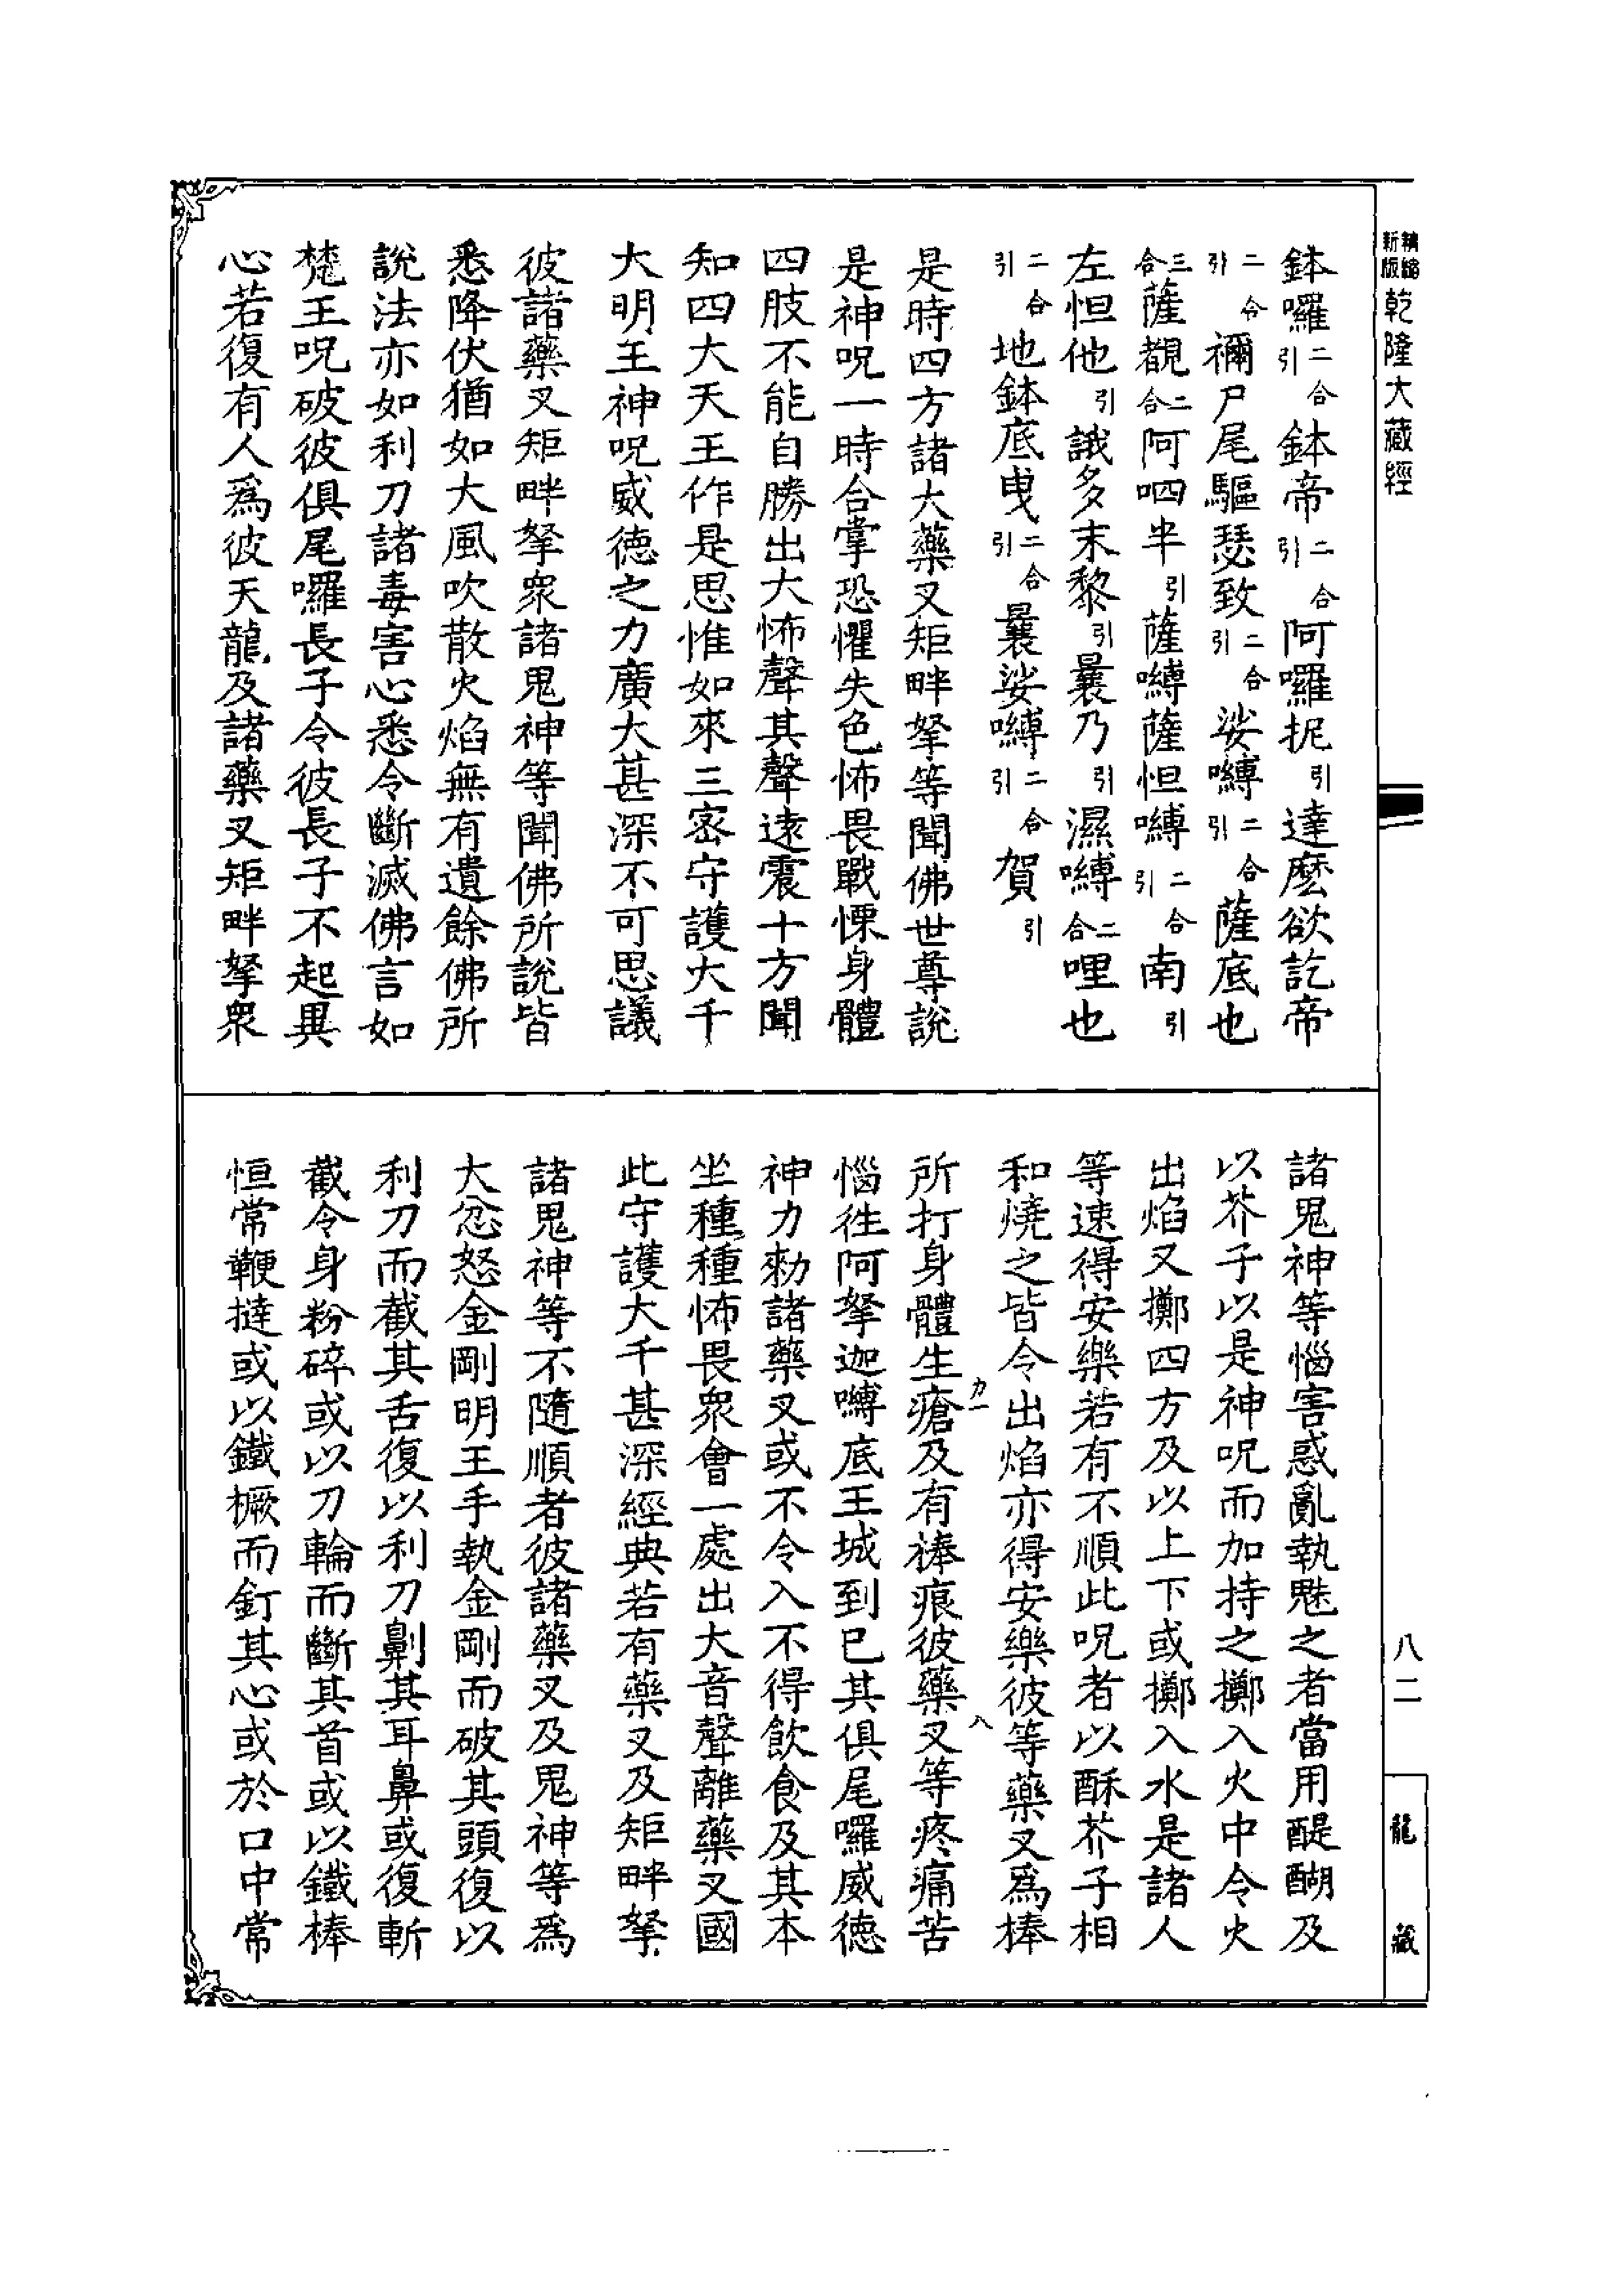 精縮新版乾隆大藏經
鉢囉二合引鉢帝二合引阿囉抳引達麽欲訖帝
二合引禰尸尾驅瑟致二合引娑嚩二合引薩底也
三合薩覩二合阿呬半引薩嚩薩怛嚩二合引南引
左怛他引誐多末黎引曩乃引濕嚩二合哩也
二合引地鉢底曳二合引曩娑嚩二合引賀引
是時四方諸大藥叉矩畔拏等聞佛世尊說
是神呪一時合掌恐懼失色怖畏戰慄身體
四肢不能自勝出大怖聲其聲遠震十方聞
知四大天王作是思惟如來三密守護大千
大明王神呪威德之力廣大甚深不可思議
彼諸藥叉矩畔拏衆諸鬼神等聞佛所說皆
悉降伏猶如大風吹散火焰無有遺餘佛所
說法亦如利刀諸毒害心悉令斷滅佛言如
梵王呪破彼俱尾囉長子令彼長子不起異
心若復有人爲彼天龍及諸藥叉矩畔拏衆
諸鬼神等惱害惑亂執魅之者當用醍醐及
以芥子以是神呪而加持之擲入火中令火
出焰又擲四方及以上下或擲入水是諸人
等速得安樂若有不順此呪者以酥芥子相
和燒之皆令出焰亦得安樂彼等藥叉爲棒
所打身體生瘡及有棒痕彼藥叉等疼痛苦
惱往阿拏迦嚩底王城到已其俱尾囉威德
神力勑諸藥叉或不令入不得飲食及其本
坐種種怖畏衆會一處出大音聲離藥叉國
此守護大千甚深經典若有藥叉及矩畔拏
諸鬼神等不隨順者彼諸藥叉及鬼神等爲
大忿怒金剛明王手執金剛而破其頭復以
利刀而截其舌復以利刀劓其耳鼻或復斬
截令身粉碎或以刀輪而斷其首或以鐵棒
恒常鞭撻或以鐵橛而釘其心或於口中常
力一
八
八二
龍藏